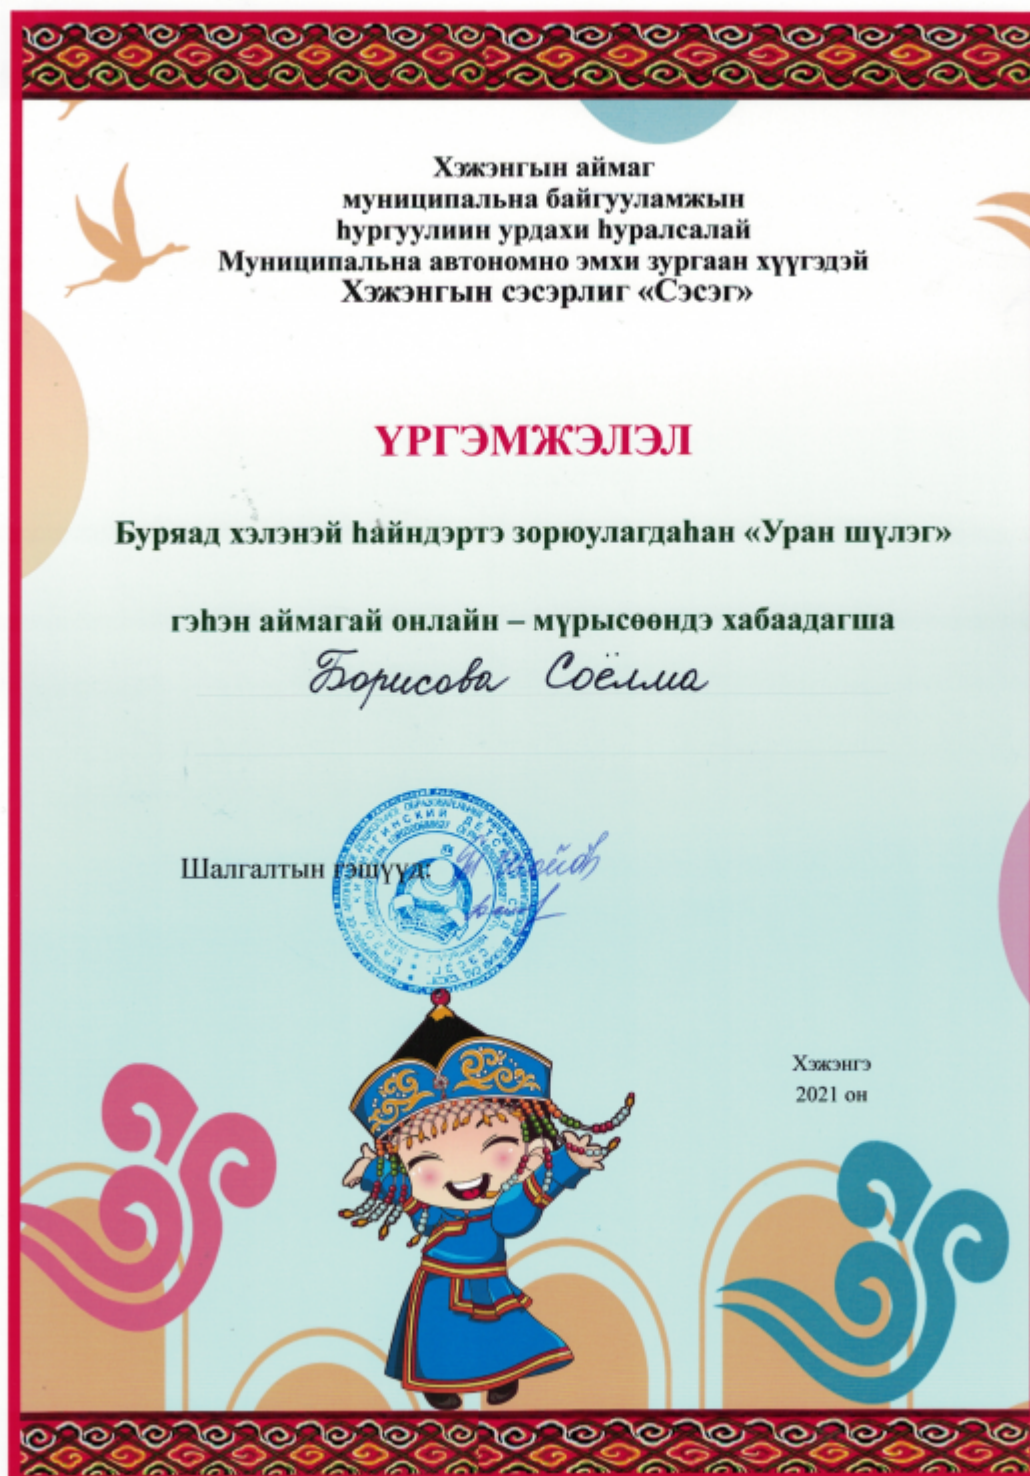 Хэжэнгын аймаг
муниципальна байгууламжын
һургуулиин урдахи һуралсалай
Муниципальна автономно эмхи зургаан хүүгэдэй
Хэжэнгын сэсэрлиг «Сэсэг»
ҮРГЭМЖЭЛЭЛ
Буряад хэлэнэй һайндэртэ зорюулагдаһан «Уран шүлэг»
гэһэн аймагай онлайн – мүрысөөндэ хабаадагша
Борисова Соёлма
Шалгалтын гэшүүд:
Хэжэнгэ
2021 он